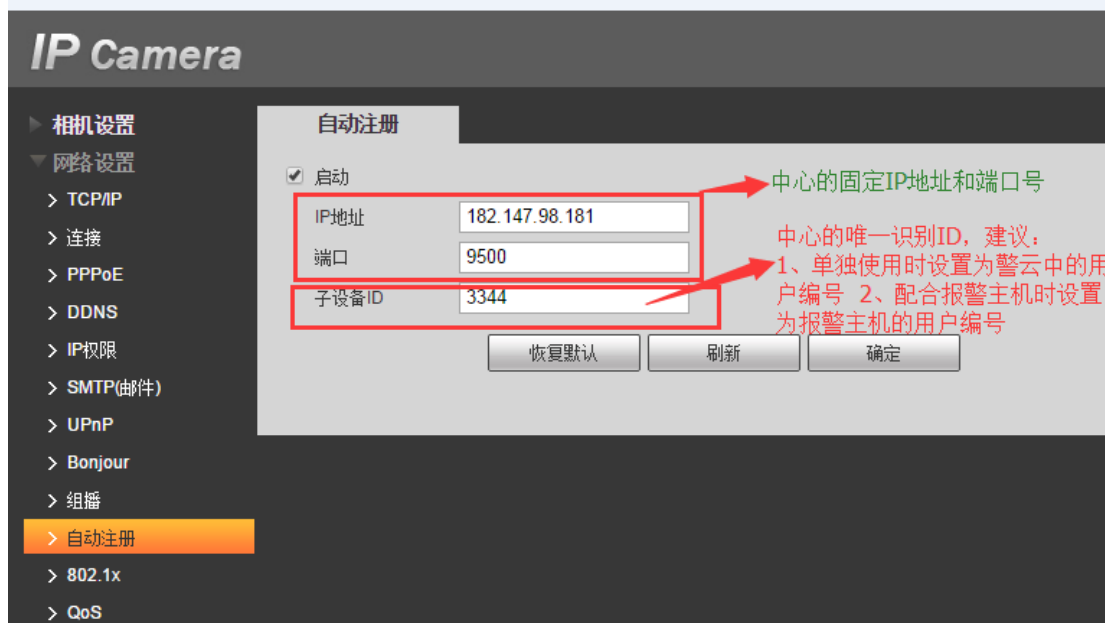 IP Camera
相机设置
网络设置
TCP/IP
连接
PPPoE
DDNS
IP权限
SMTP(邮件)
UPnP
Bonjour
组播
自动注册
802.1x
QoS
自动注册
启动
IP地址 182.147.98.181
端口 9500
子设备ID 3344
恢复默认 刷新 确定
中心的固定IP地址和端口号
中心的唯一识别ID，建议：
1、单独使用时设置为警云中的用
户编号 2、配合报警主机时设置
为报警主机的用户编号